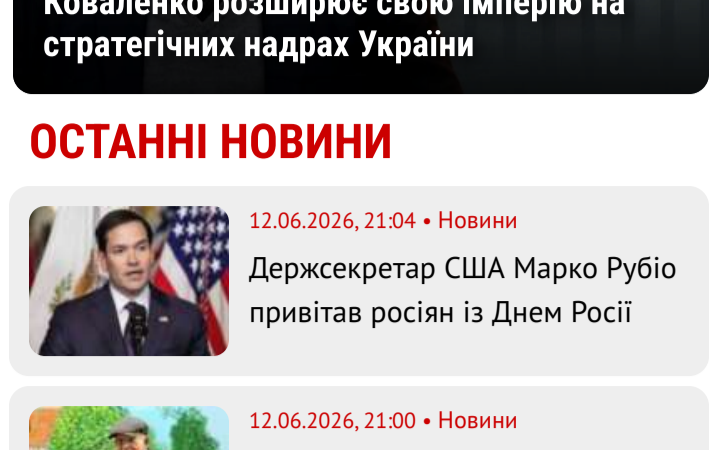 Коваленко розширює свою імперію на
стратегічних надрах України
ОСТАННІ НОВИНИ
12.06.2026, 21:04 • Новини
Держсекретар США Марко Рубіо
привітав росіян із Днем Росії
12.06.2026, 21:00 • Новини